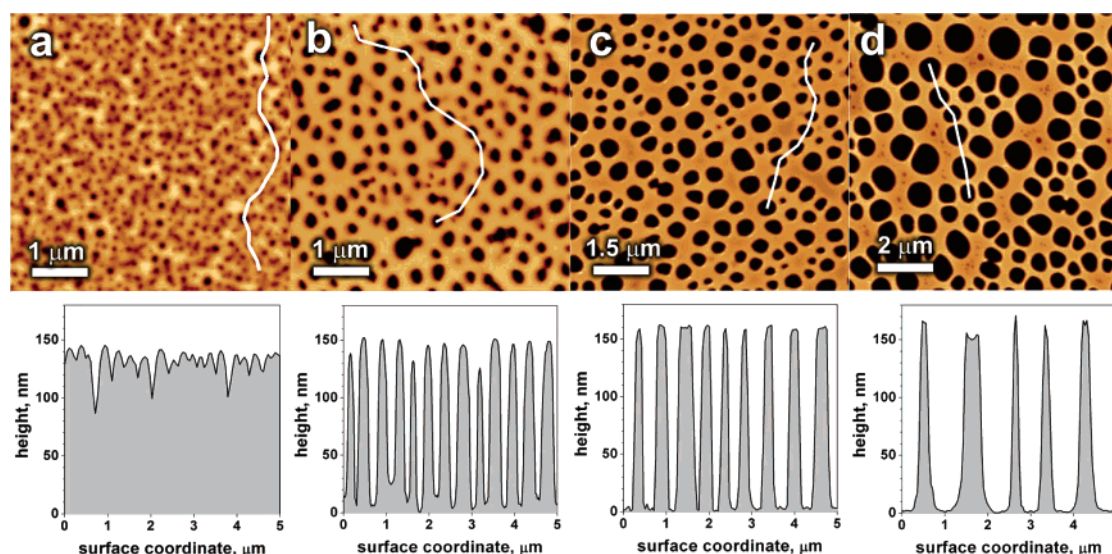 a b c d
1 μm 1 μm 1.5 μm 2 μm
150 150 150 150
100 100 100 100
50 50 50 50
0 0 0 0
height, nm height, nm height, nm height, nm
0 1 2 3 4 5 0 1 2 3 4 5 0 1 2 3 4 5 0 1 2 3 4
surface coordinate, μm surface coordinate, μm surface coordinate, μm surface coordinate, μm